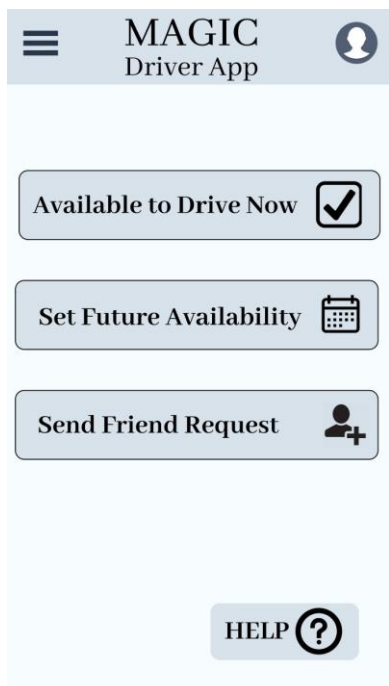 MAGIC
Driver App
Available to Drive Now
Set Future Availability
Send Friend Request
HELP ?